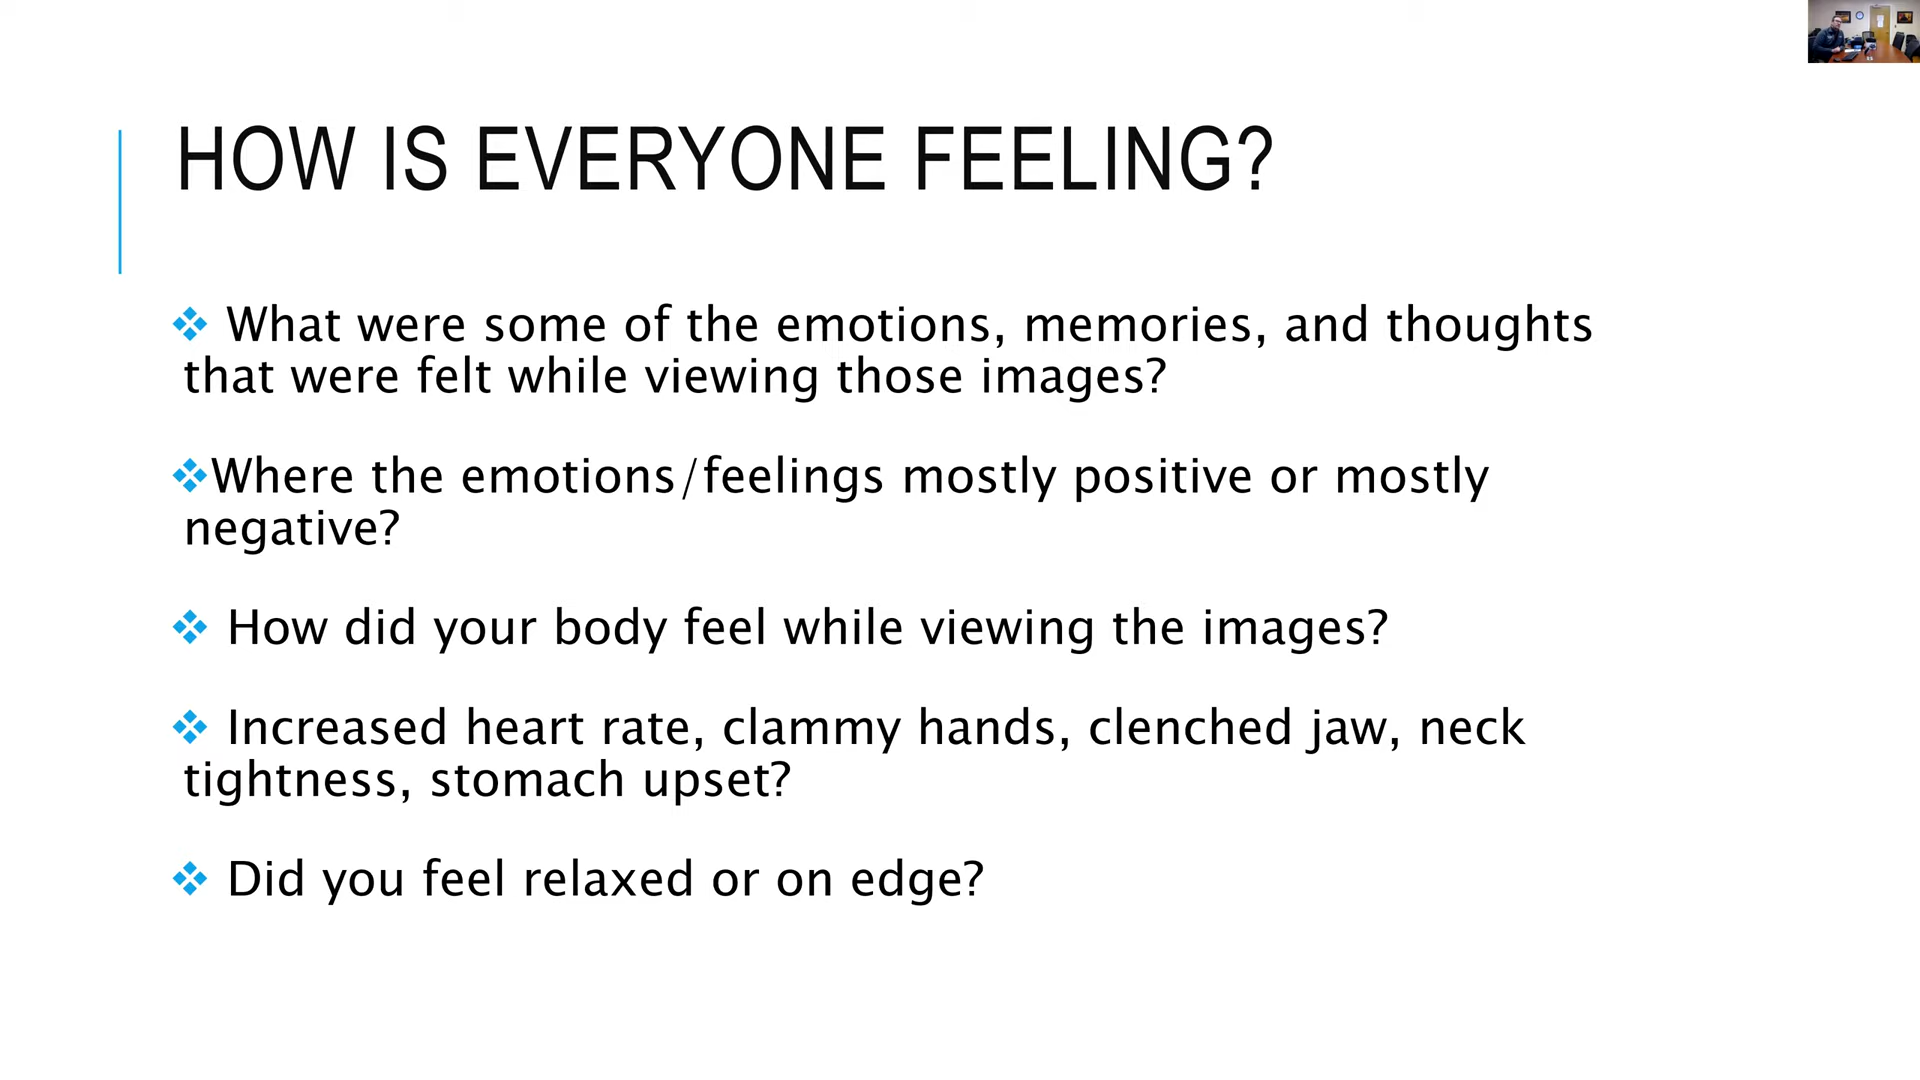 HOW IS EVERYONE FEELING?
❖ What were some of the emotions, memories, and thoughts
that were felt while viewing those images?
❖Where the emotions/feelings mostly positive or mostly
negative?
❖ How did your body feel while viewing the images?
❖ Increased heart rate, clammy hands, clenched jaw, neck
tightness, stomach upset?
❖ Did you feel relaxed or on edge?